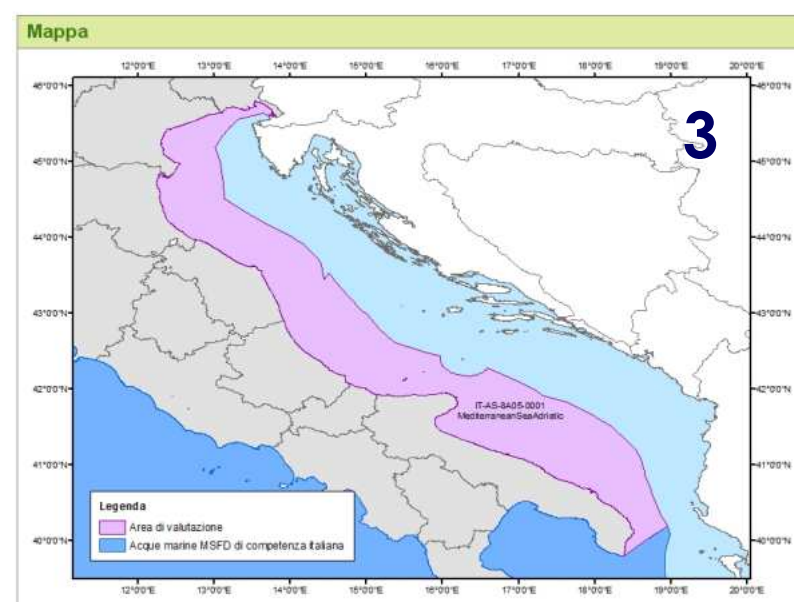 Mappa
12°0'0"E 13°0'0"E 14°0'0"E 15°0'0"E 16°0'0"E 17°0'0"E 18°0'0"E 19°0'0"E 20°0'0"E
46°0'0"N 46°0'0"N
3
45°0'0"N 45°0'0"N
44°0'0"N 44°0'0"N
43°0'0"N 43°0'0"N
42°0'0"N 42°0'0"N
IT-AS-8A05-0001
MediterraneanSeaAdriatic
41°0'0"N 41°0'0"N
Legenda
Area di valutazione
40°0'0"N 40°0'0"N
Acque marine MSFD di competenza italiana
12°0'0"E 13°0'0"E 14°0'0"E 15°0'0"E 16°0'0"E 17°0'0"E 18°0'0"E 19°0'0"E 20°0'0"E